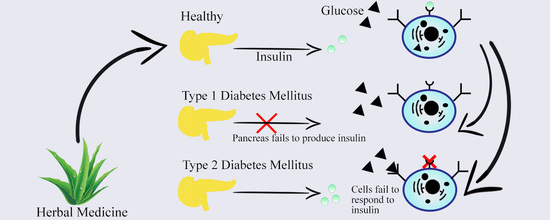 Healthy
Glucose
Insulin
Type 1 Diabetes Mellitus
Pancreas fails to produce insulin
Type 2 Diabetes Mellitus
Cells fail to
respond to
insulin
Herbal Medicine